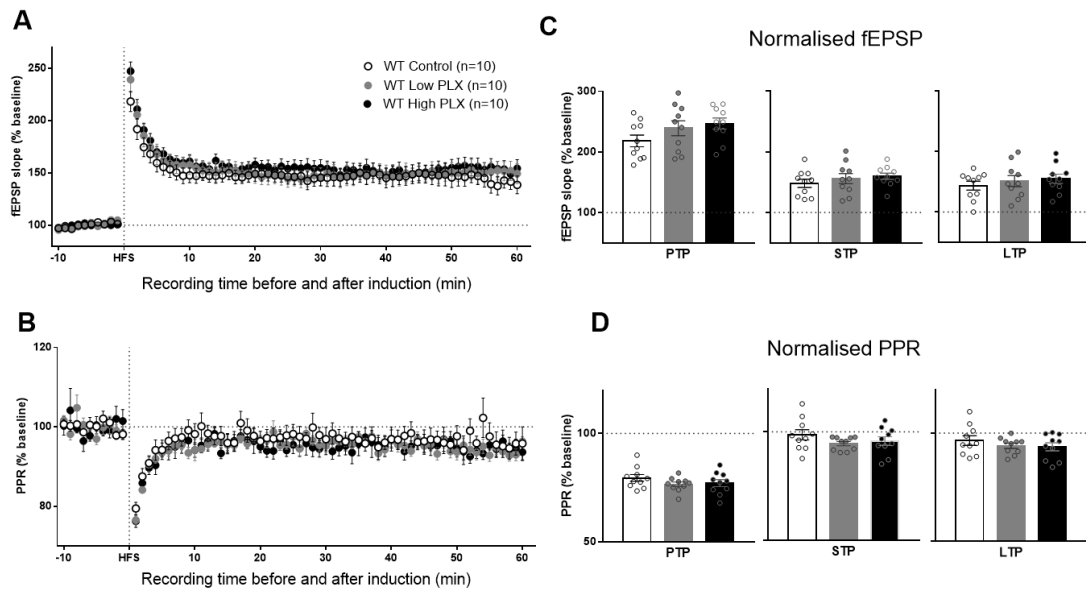 A
fEPSP slope (% baseline)
250
200
150
100
WT Control (n=10)
WT Low PLX (n=10)
WT High PLX (n=10)
-10 HFS 10 20 30 40 50 60
Recording time before and after induction (min)
B
PPR (% baseline)
120
100
80
-10 HFS 10 20 30 40 50 60
Recording time before and after induction (min)
C
Normalised fEPSP
fEPSP slope (% baseline)
300
200
100
PTP STP LTP
D
Normalised PPR
PPR (% baseline)
100
50
PTP STP LTP